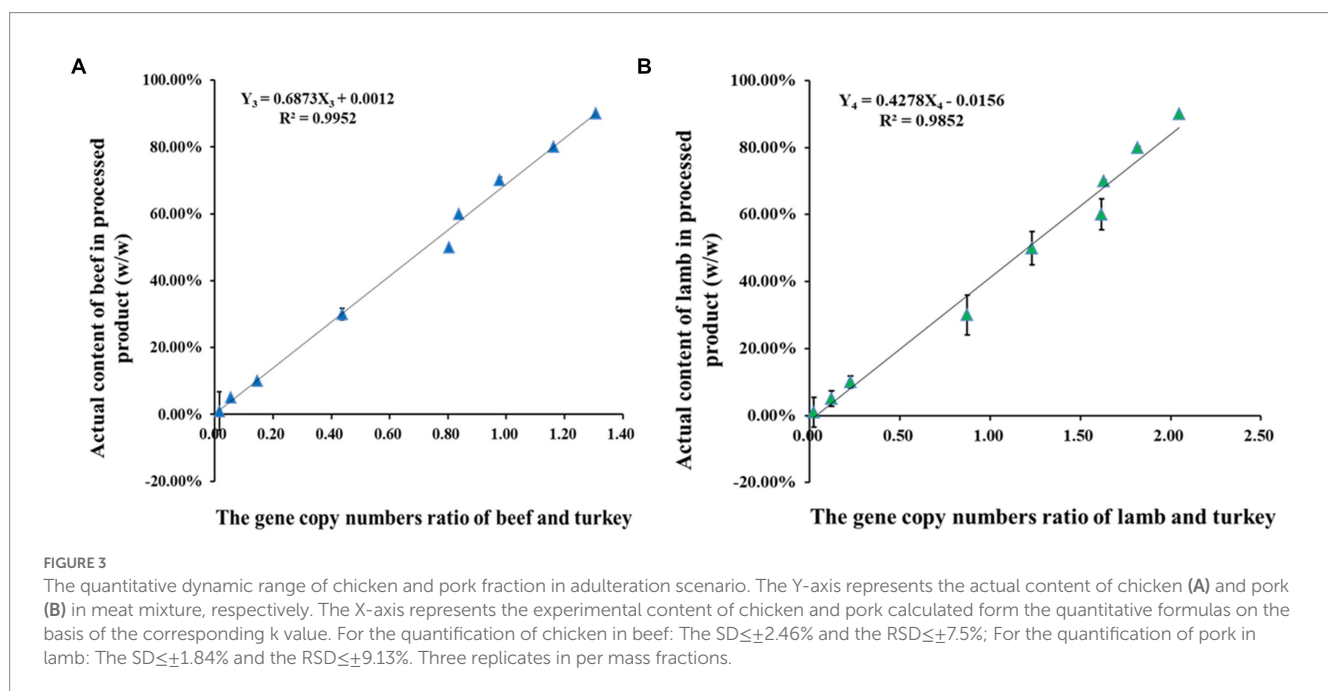 A
100.00%
80.00%
60.00%
40.00%
20.00%
0.00%
-20.00%
Y₃ = 0.6873X₃ + 0.0012
R² = 0.9952
Actual content of beef in processed
product (w/w)
0.00 0.20 0.40 0.60 0.80 1.00 1.20 1.40
The gene copy numbers ratio of beef and turkey
B
100.00%
80.00%
60.00%
40.00%
20.00%
0.00%
-20.00%
Y₄ = 0.4278X₄ - 0.0156
R² = 0.9852
Actual content of lamb in processed
product (w/w)
0.00 0.50 1.00 1.50 2.00 2.50
The gene copy numbers ratio of lamb and turkey
FIGURE 3
The quantitative dynamic range of chicken and pork fraction in adulteration scenario. The Y-axis represents the actual content of chicken (A) and pork
(B) in meat mixture, respectively. The X-axis represents the experimental content of chicken and pork calculated form the quantitative formulas on the
basis of the corresponding k value. For the quantification of chicken in beef: The SD≤±2.46% and the RSD≤±7.5%; For the quantification of pork in
lamb: The SD≤±1.84% and the RSD≤±9.13%. Three replicates in per mass fractions.